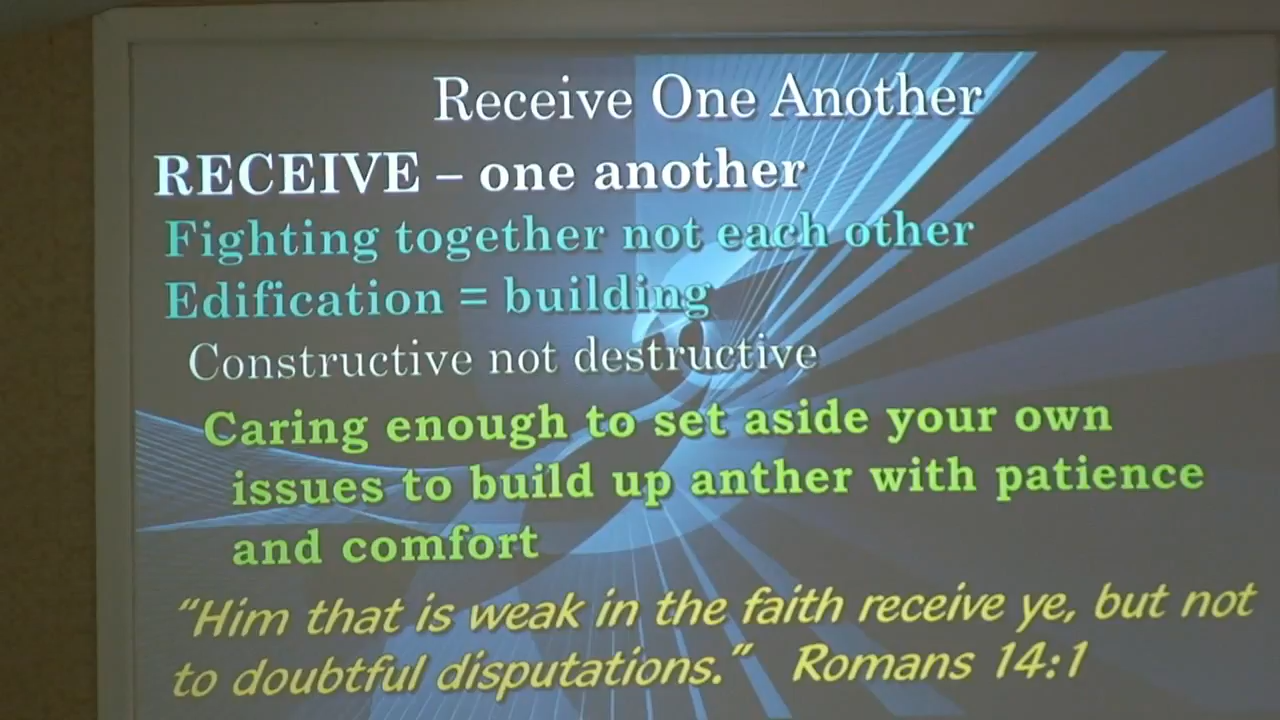 Receive One Another
RECEIVE – one another
Fighting together not each other
Edification = building
Constructive not destructive
Caring enough to set aside your own
issues to build up anther with patience
and comfort
“Him that is weak in the faith receive ye, but not
to doubtful disputations.” Romans 14:1